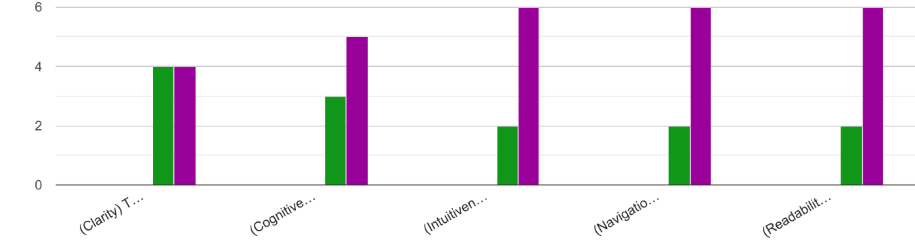 6
4
2
0
(Clarity) T...
(Cognitive...
(Intuitiven...
(Navigatio...
(Readabilit...